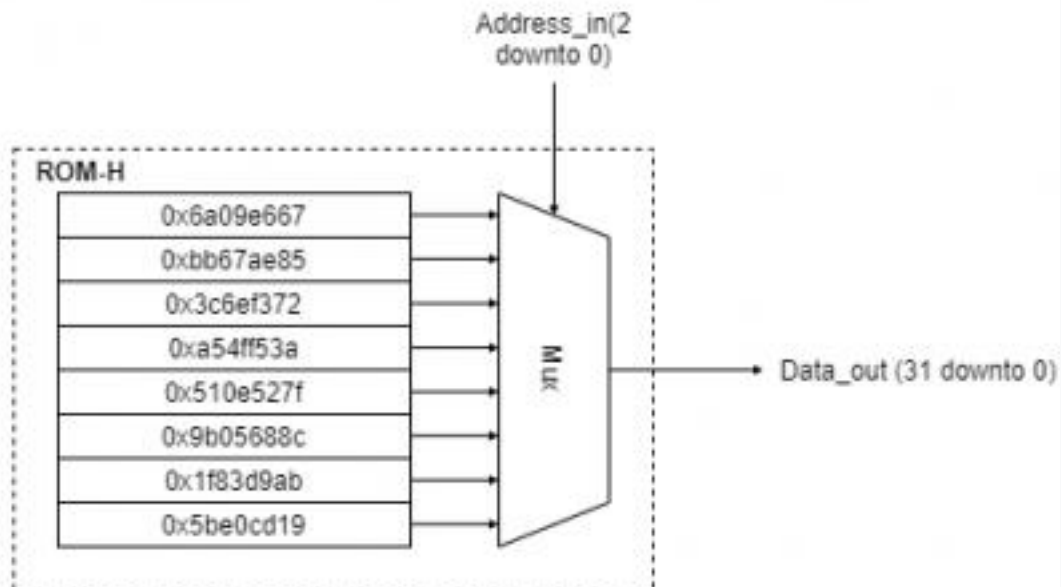 Address_in(2
downto 0)
ROM-H
0x6a09e667
0xbb67ae85
0x3c6ef372
0xa54ff53a
0x510e527f
0x9b05688c
0x1f83d9ab
0x5be0cd19
Mux
Data_out (31 downto 0)